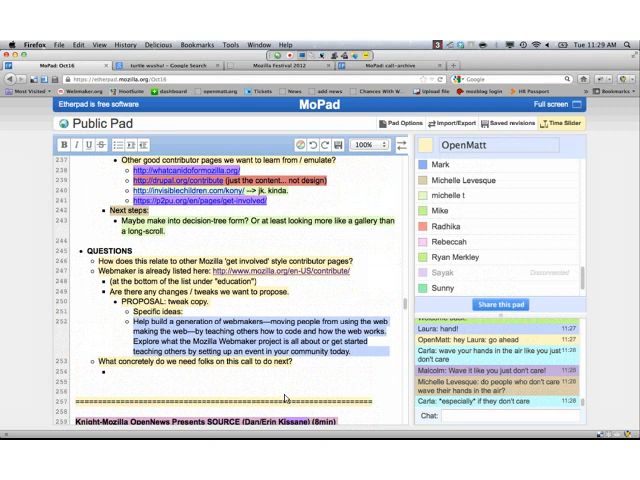 Firefox File Edit View History Delicious Bookmarks Tools Window Help
Tue 11:29 AM
MoPad: Oct16
turtle wushu! – Google Search
Mozilla Festival 2012
MoPad: call-archive
https://etherpad.mozilla.org/Oct16
Google
Most Visited
Webmaker.org
HootSuite
dashboard
openmatt.org
Tickets
News
add news
Chances With W...
Upload file
mozblog login
HR Passport
Bookmarks
Etherpad is free software
MoPad
Full screen
Public Pad
Pad Options
Import/Export
Saved revisions
Time Slider
B I U S
100%
237 Other good contributor pages we want to learn from / emulate?
238 http://whatcanidoformozilla.org/
239 http://drupal.org/contribute (just the content... not design)
240 http://invisiblechildren.com/kony/ --> jk. kinda.
241 https://p2pu.org/en/pages/get-involved/
242 Next steps:
243 Maybe make into decision-tree form? Or at least looking more like a gallery than
a long-scroll.
244
245 QUESTIONS
246 How does this relate to other Mozilla 'get involved' style contributor pages?
247 Webmaker is already listed here: http://www.mozilla.org/en-US/contribute/
248 (at the bottom of the list under "education")
249 Are there any changes / tweaks we want to propose.
250 PROPOSAL: tweak copy.
251 Specific ideas:
252 Help build a generation of webmakers—moving people from using the web
making the web—by teaching others how to code and how the web works.
Explore what the Mozilla Webmaker project is all about or get started
teaching others by setting up an event in your community today.
253 What concretely do we need folks on this call to do next?
254
256
257 ================================
258
259 Knight-Mozilla OpenNews Presents SOURCE (Dan/Erin Kissane) (8min)
OpenMatt
Mark
Michelle Levesque
michelle t
Mike
Radhika
Rebeccah
Ryan Merkley
Sayak Disconnected
Sunny
Share this pad
Welcome back.
Laura: hand! 11:27
OpenMatt: hey Laura go ahead 11:27
Carla: wave your hands in the air like you just don't care 11:28
Malcolm: Wave it like you just don't care! 11:28
Michelle Levesque: do people who don't care wave their hands in the air? 11:28
Carla: *especially* if they don't care 11:28
Chat: